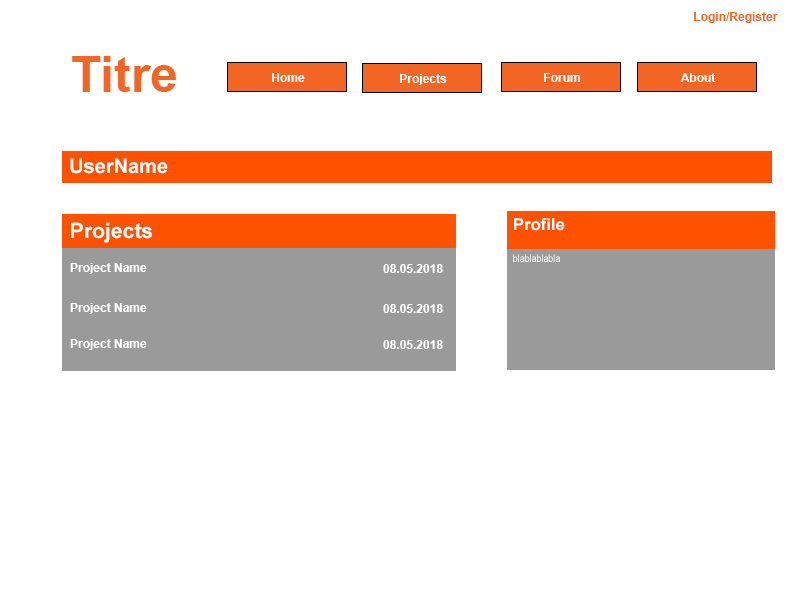 Login/Register
Titre
Home
Projects
Forum
About
UserName
Projects
Project Name 08.05.2018
Project Name 08.05.2018
Project Name 08.05.2018
Profile
blablablabla